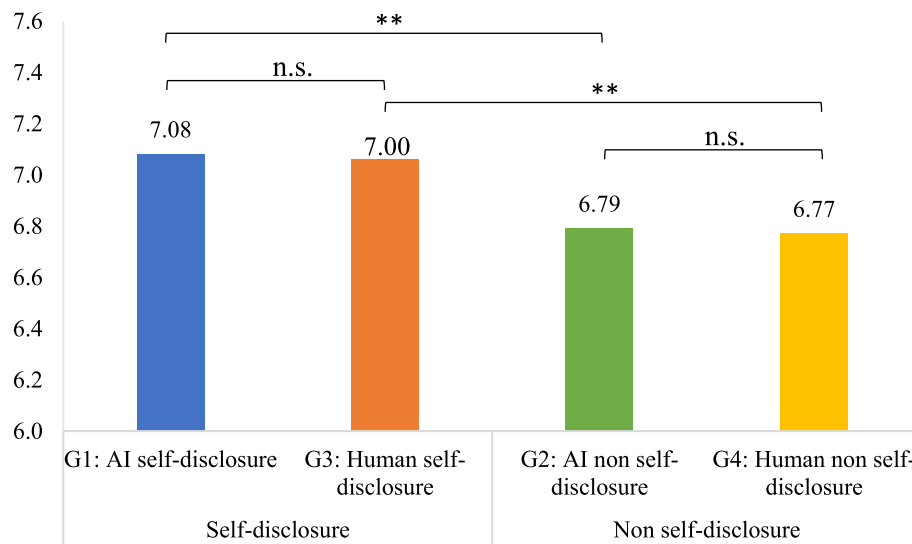 7.6
7.4
7.2
7.0
6.8
6.6
6.4
6.2
6.0
**
n.s.
**
n.s.
7.08
7.00
6.79
6.77
G1: AI self-disclosure
G3: Human self-
disclosure
G2: AI non self-
disclosure
G4: Human non self-
disclosure
Self-disclosure
Non self-disclosure